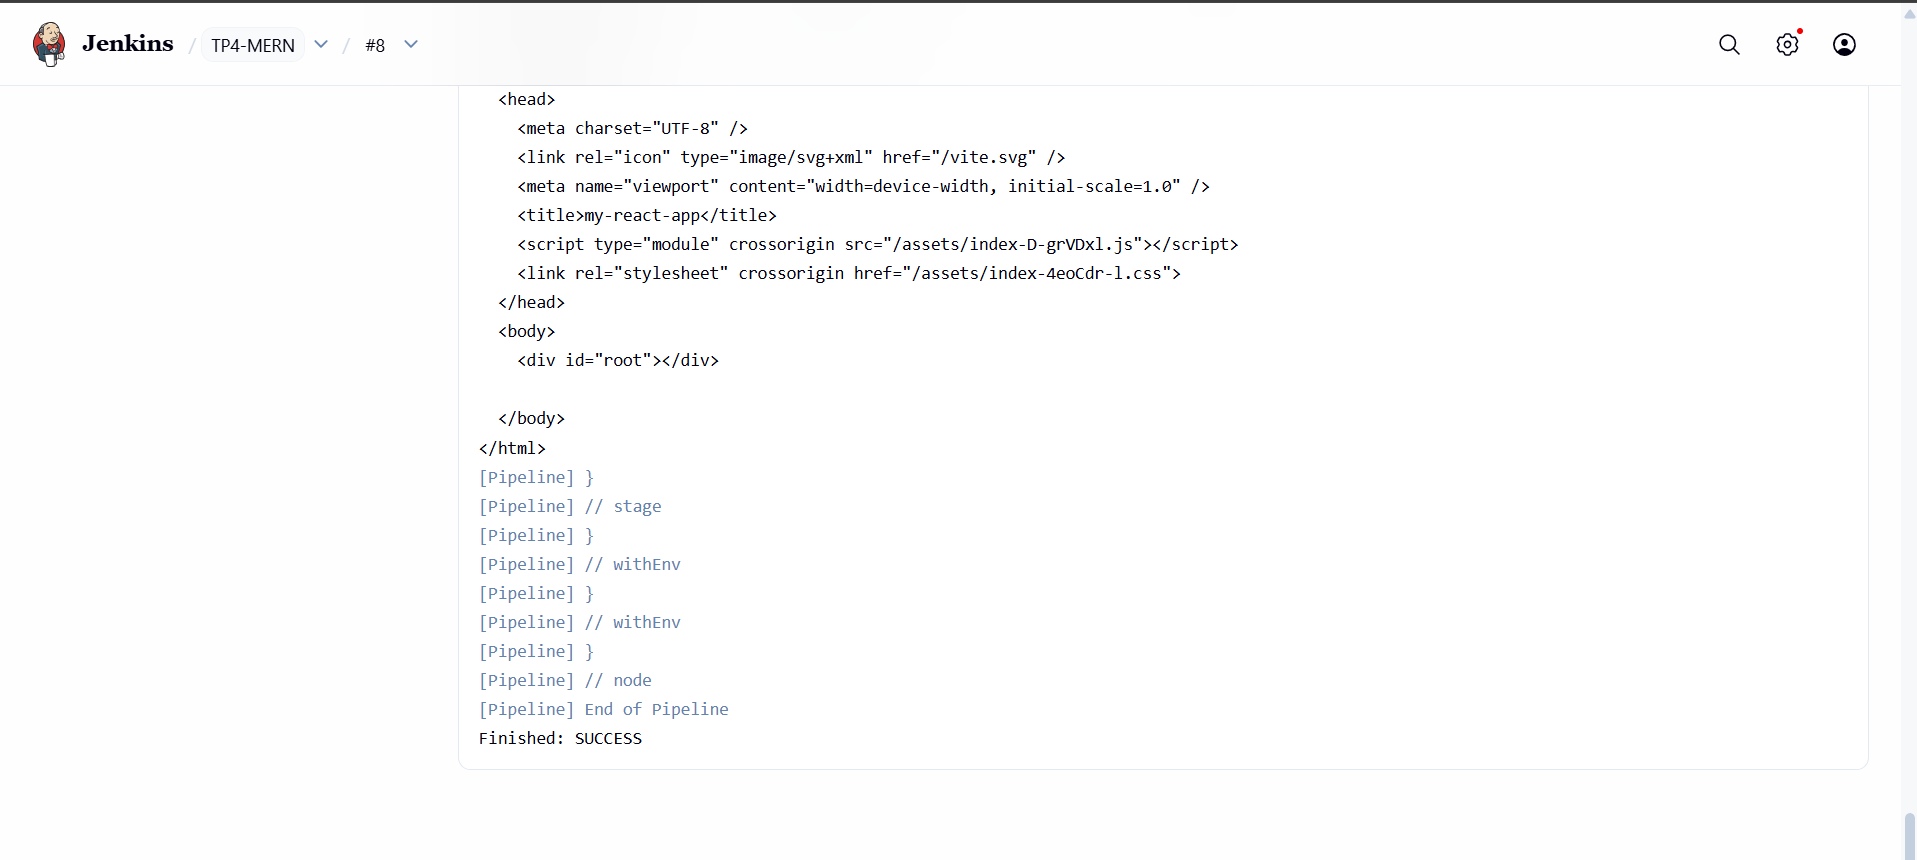 Jenkins / TP4-MERN / #8
<head>
<meta charset="UTF-8" />
<link rel="icon" type="image/svg+xml" href="/vite.svg" />
<meta name="viewport" content="width=device-width, initial-scale=1.0" />
<title>my-react-app</title>
<script type="module" crossorigin src="/assets/index-D-grVDxl.js"></script>
<link rel="stylesheet" crossorigin href="/assets/index-4eoCdr-l.css">
</head>
<body>
<div id="root"></div>
</body>
</html>
[Pipeline] }
[Pipeline] // stage
[Pipeline] }
[Pipeline] // withEnv
[Pipeline] }
[Pipeline] // withEnv
[Pipeline] }
[Pipeline] // node
[Pipeline] End of Pipeline
Finished: SUCCESS